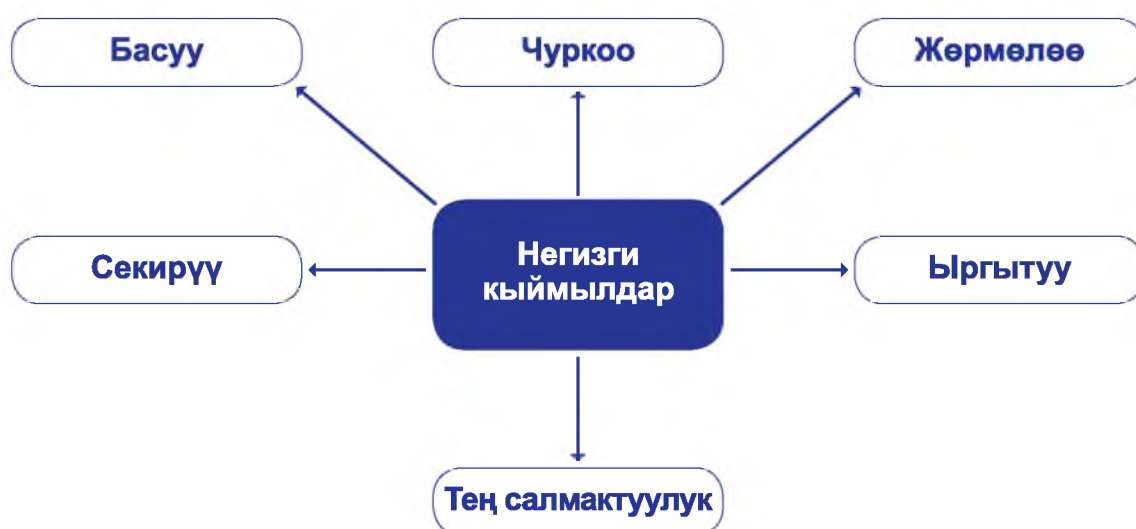 Басуу
Чуркоо
Жөрмөлөө
Секирүү
Негизги
кыймылдар
Ыргытуу
Тең салмактуулук